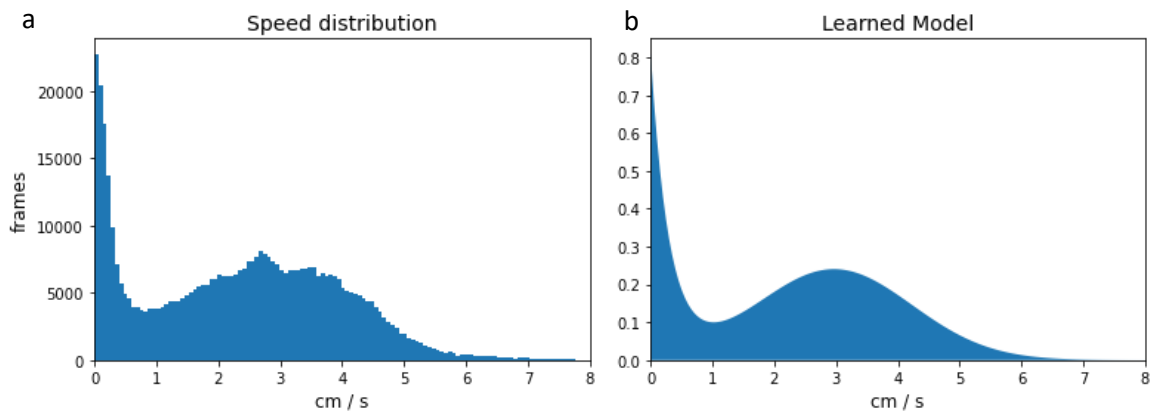 a
Speed distribution
frames
20000
15000
10000
5000
0
0 1 2 3 4 5 6 7 8
cm / s
b
Learned Model
0.8
0.7
0.6
0.5
0.4
0.3
0.2
0.1
0.0
0 1 2 3 4 5 6 7 8
cm / s